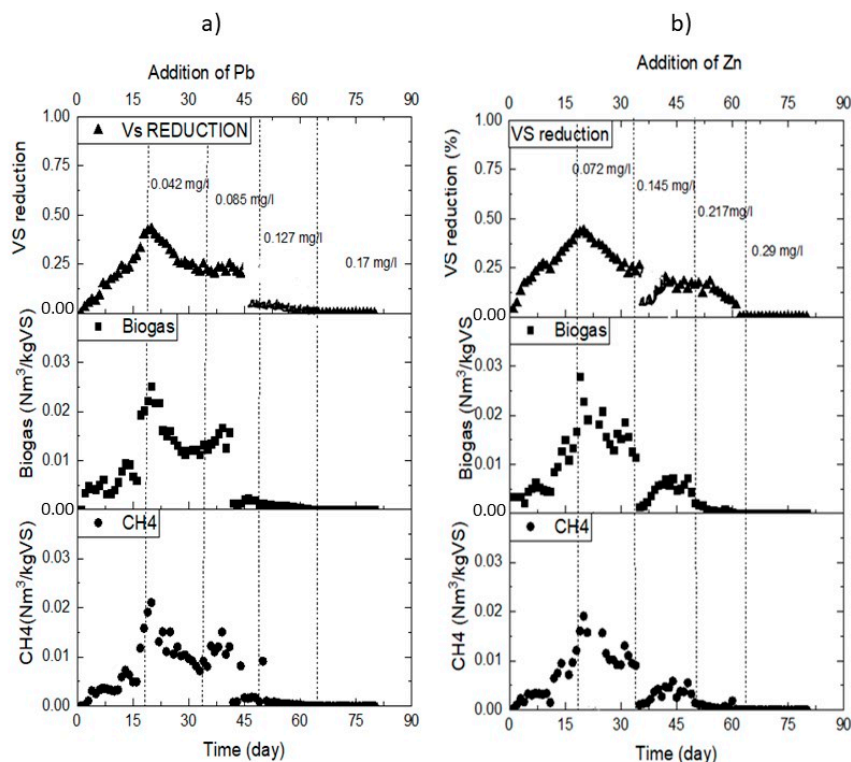 a)
Addition of Pb
0 15 30 45 60 75 90
1.00
Vs REDUCTION
0.75
0.50
0.25
0.00
VS reduction
0.042 mg/l
0.085 mg/l
0.127 mg/l
0.17 mg/l
Biogas
0.03
0.02
0.01
0.00
Biogas (Nm³/kgVS)
CH4
0.03
0.02
0.01
0.00
CH4(Nm³/kgVS)
0 15 30 45 60 75 90
Time (day)
b)
Addition of Zn
0 15 30 45 60 75 90
1.00
VS reduction
0.75
0.50
0.25
0.00
VS reduction (%)
0.072 mg/l
0.145 mg/l
0.217mg/l
0.29 mg/l
Biogas
0.03
0.02
0.01
0.00
Biogas (Nm³/kgVS
CH4
0.03
0.02
0.01
0.00
CH4 (Nm³/kgVS)
0 15 30 45 60 75 90
Time (day)